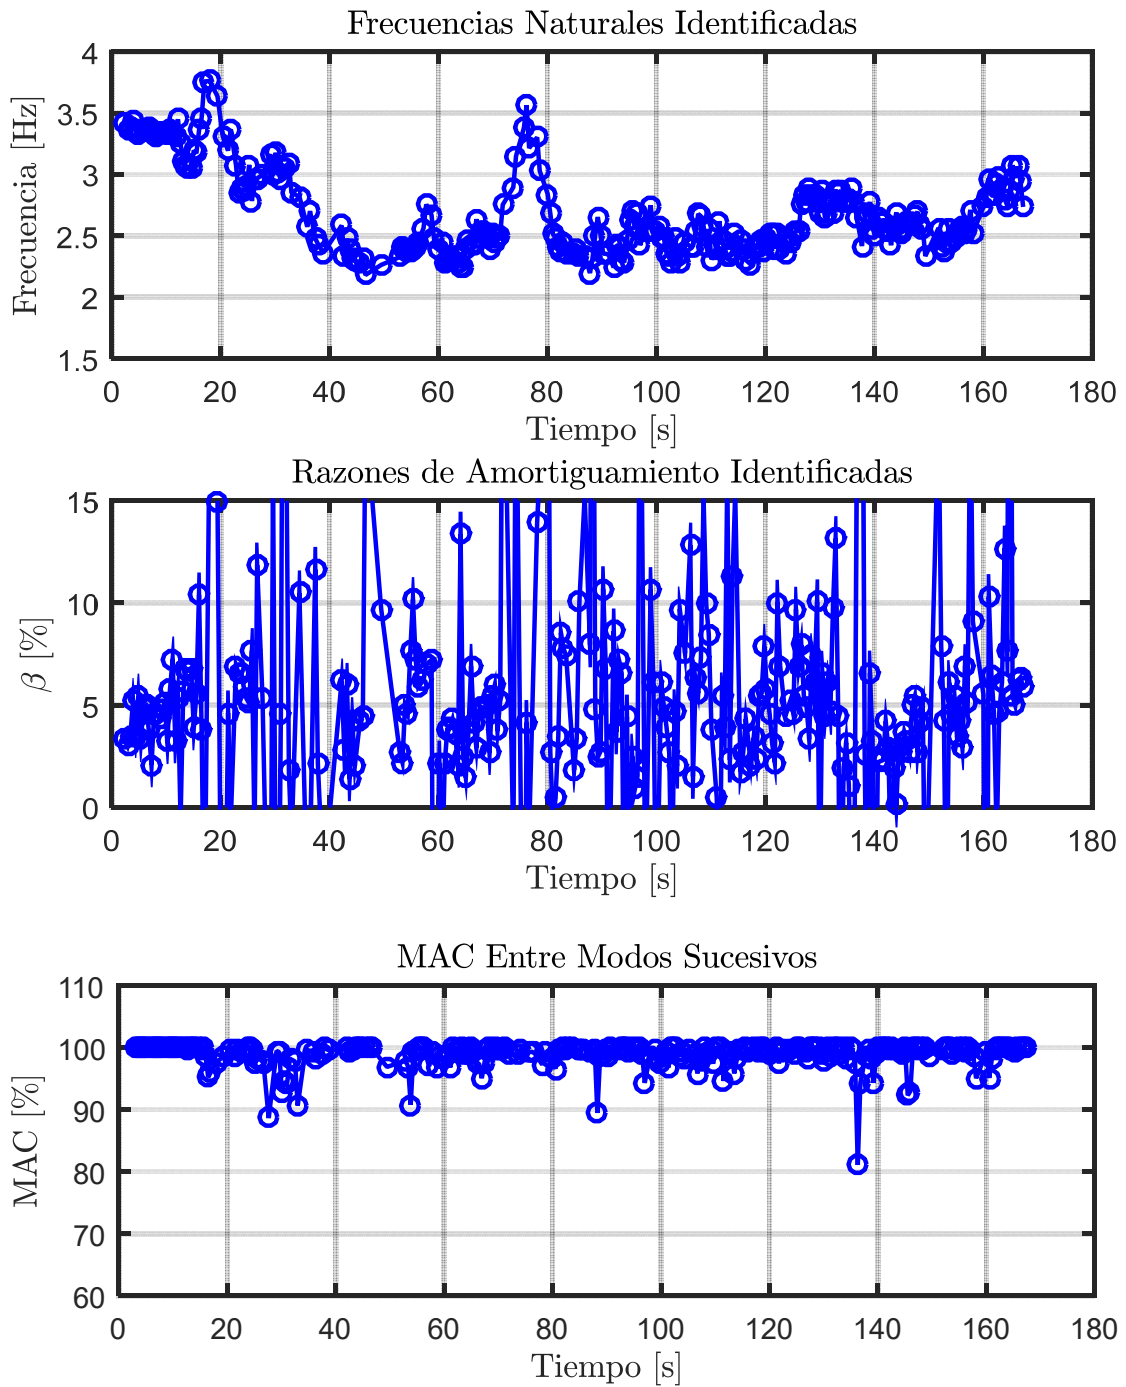 Frecuencias Naturales Identificadas
Frecuencia [Hz]
4
3.5
3
2.5
2
1.5
0 20 40 60 80 100 120 140 160 180
Tiempo [s]
Razones de Amortiguamiento Identificadas
β [%]
15
10
5
0
0 20 40 60 80 100 120 140 160 180
Tiempo [s]
MAC Entre Modos Sucesivos
MAC [%]
110
100
90
80
70
60
0 20 40 60 80 100 120 140 160 180
Tiempo [s]